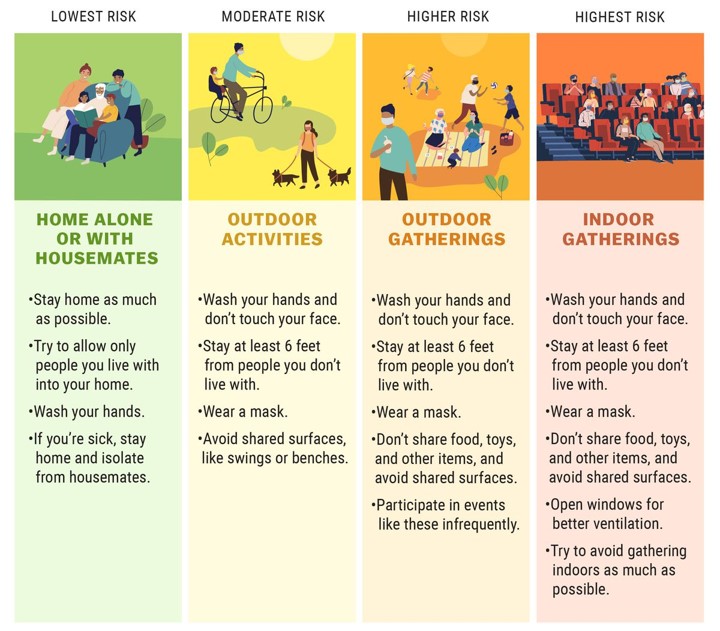 LOWEST RISK
HOME ALONE
OR WITH
HOUSEMATES
•Stay home as much
as possible.
•Try to allow only
people you live with
into your home.
•Wash your hands.
•If you’re sick, stay
home and isolate
from housemates.
MODERATE RISK
OUTDOOR
ACTIVITIES
•Wash your hands and
don’t touch your face.
•Stay at least 6 feet
from people you don’t
live with.
•Wear a mask.
•Avoid shared surfaces,
like swings or benches.
HIGHER RISK
OUTDOOR
GATHERINGS
•Wash your hands and
don’t touch your face.
•Stay at least 6 feet
from people you don’t
live with.
•Wear a mask.
•Don’t share food, toys,
and other items, and
avoid shared surfaces.
•Participate in events
like these infrequently.
HIGHEST RISK
INDOOR
GATHERINGS
•Wash your hands and
don’t touch your face.
•Stay at least 6 feet
from people you don’t
live with.
•Wear a mask.
•Don’t share food, toys,
and other items, and
avoid shared surfaces.
•Open windows for
better ventilation.
•Try to avoid gathering
indoors as much as
possible.